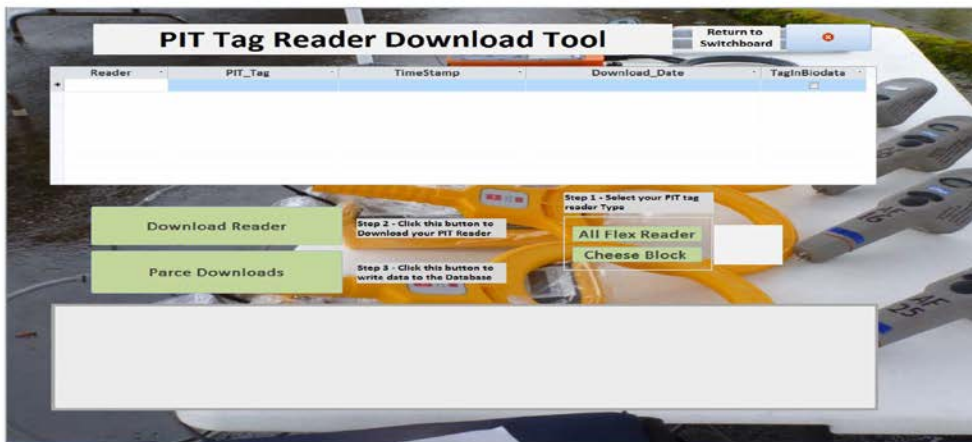 PIT Tag Reader Download Tool
Return to
Switchboard
Reader PIT_Tag TimeStamp Download_Date TagInBiodata
Step 1 - Select your PIT tag
reader Type
Download Reader
Step 2 - Click this button to
Download your PIT Reader
All Flex Reader
Cheese Block
Parce Downloads
Step 3 - Click this button to
write data to the Database
AF
25